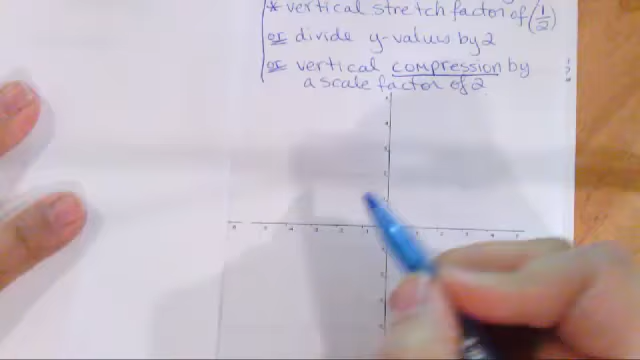 * vertical stretch factor of (1/2)
or divide y-values by 2
or vertical compression by
a scale factor of 2